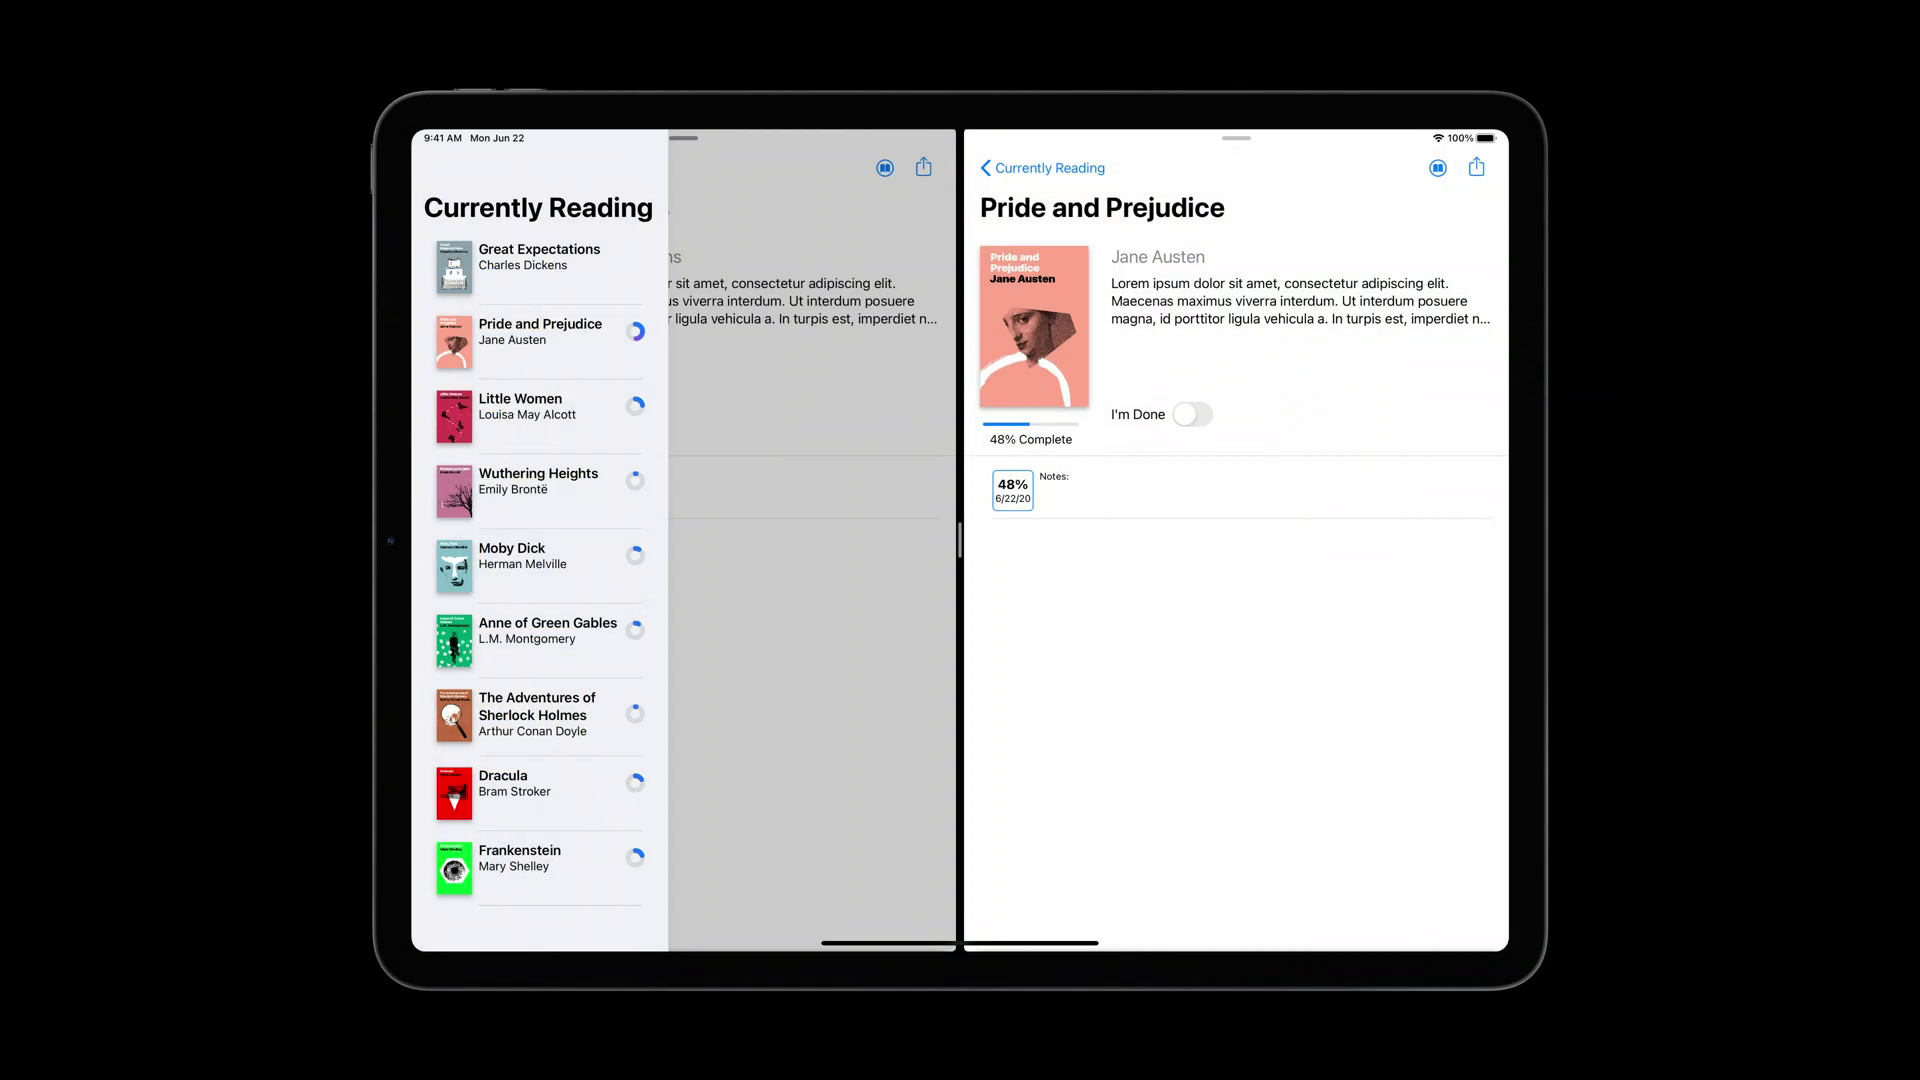 9:41 AM Mon Jun 22
Currently Reading
Great Expectations
Charles Dickens
Pride and Prejudice
Jane Austen
Little Women
Louisa May Alcott
Wuthering Heights
Emily Brontë
Moby Dick
Herman Melville
Anne of Green Gables
L.M. Montgomery
The Adventures of
Sherlock Holmes
Arthur Conan Doyle
Dracula
Bram Stroker
Frankenstein
Mary Shelley
ns
r sit amet, consectetur adipiscing elit.
us viverra interdum. Ut interdum posuere
r ligula vehicula a. In turpis est, imperdiet n...
100%
Currently Reading
Pride and Prejudice
Pride and
Prejudice
Jane Austen
Jane Austen
Lorem ipsum dolor sit amet, consectetur adipiscing elit.
Maecenas maximus viverra interdum. Ut interdum posuere
magna, id porttitor ligula vehicula a. In turpis est, imperdiet n...
I'm Done
48% Complete
48%
6/22/20
Notes: